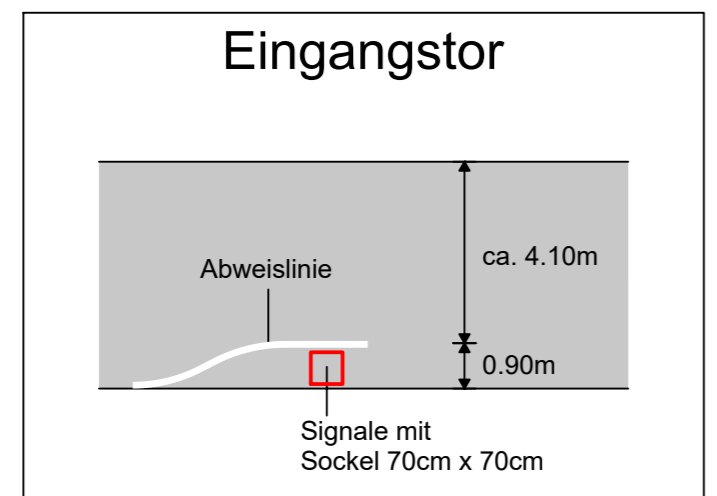 Eingangstor
Abweislinie
ca. 4.10m
0.90m
Signale mit
Sockel 70cm x 70cm